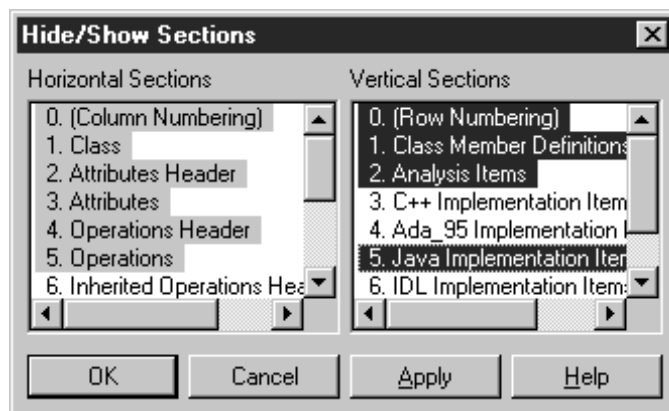 Hide/Show Sections
Horizontal Sections
0. (Column Numbering)
1. Class
2. Attributes Header
3. Attributes
4. Operations Header
5. Operations
6. Inherited Operations Hea
Vertical Sections
0. (Row Numbering)
1. Class Member Definitions
2. Analysis Items
3. C++ Implementation Item
4. Ada_95 Implementation I
5. Java Implementation Iter
6. IDL Implementation Item
OK
Cancel
Apply
Help